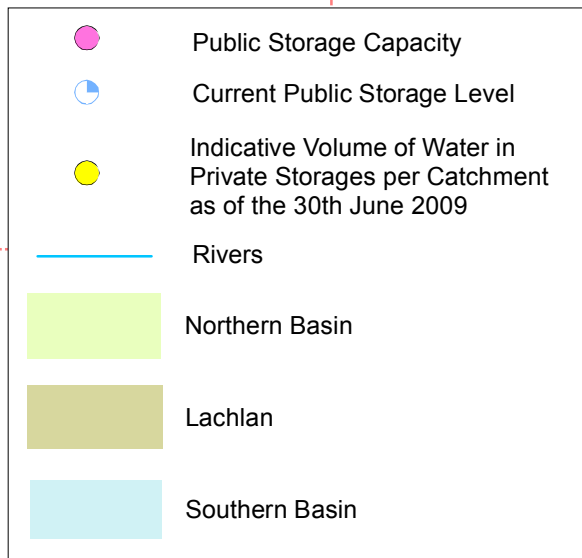 Public Storage Capacity
Current Public Storage Level
Indicative Volume of Water in
Private Storages per Catchment
as of the 30th June 2009
Rivers
Northern Basin
Lachlan
Southern Basin